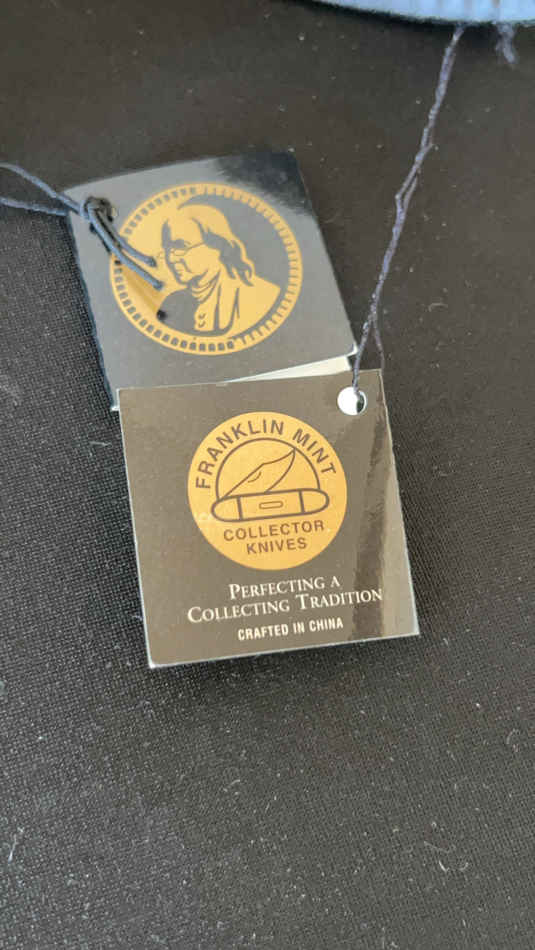 FRANKLIN MINT
COLLECTOR
KNIVES
PERFECTING A
COLLECTING TRADITION
CRAFTED IN CHINA